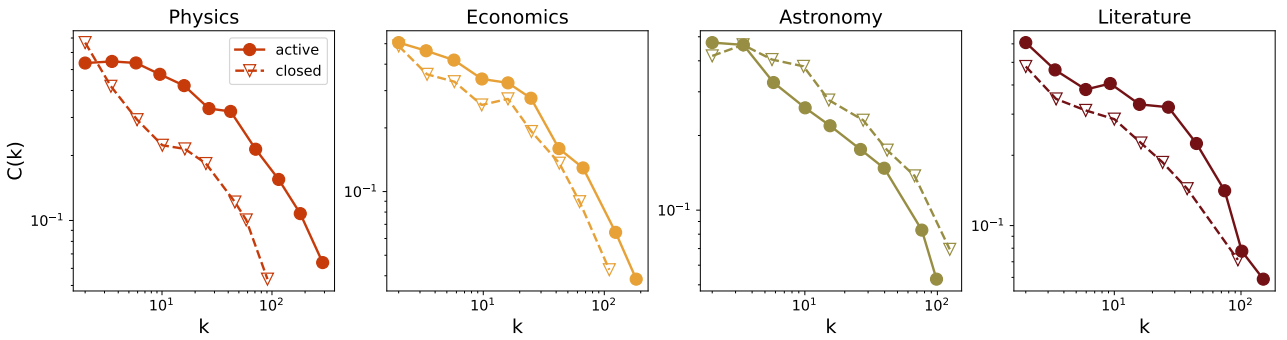 Physics
Economics
Astronomy
Literature
active
closed
C(k)
10⁻¹
10⁻¹
10⁻¹
10⁻¹
10¹
10²
10¹
10²
10¹
10²
10¹
10²
k
k
k
k